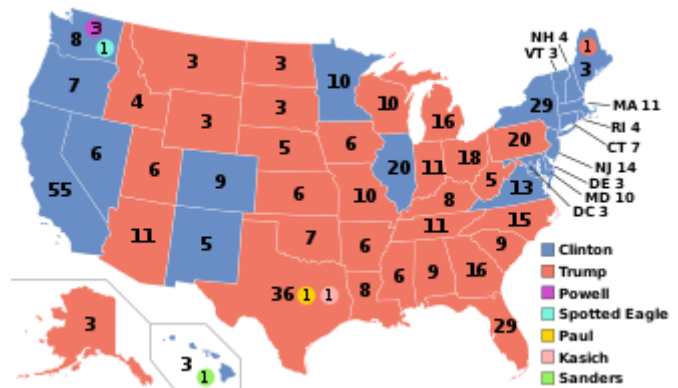 8 3
1
NH 4
VT 3
1
3
3
3
7
10
3
4
10
29
MA 11
16
RI 4
3
CT 7
20
6
5
6
18
NJ 14
6
20
11
DE 3
55
9
5
13
MD 10
6
10
8
DC 3
11
15
11
5
7
6
9
6
9
16
36 1 1
8
29
3
3
1
Clinton
Trump
Powell
Spotted Eagle
Paul
Kasich
Sanders